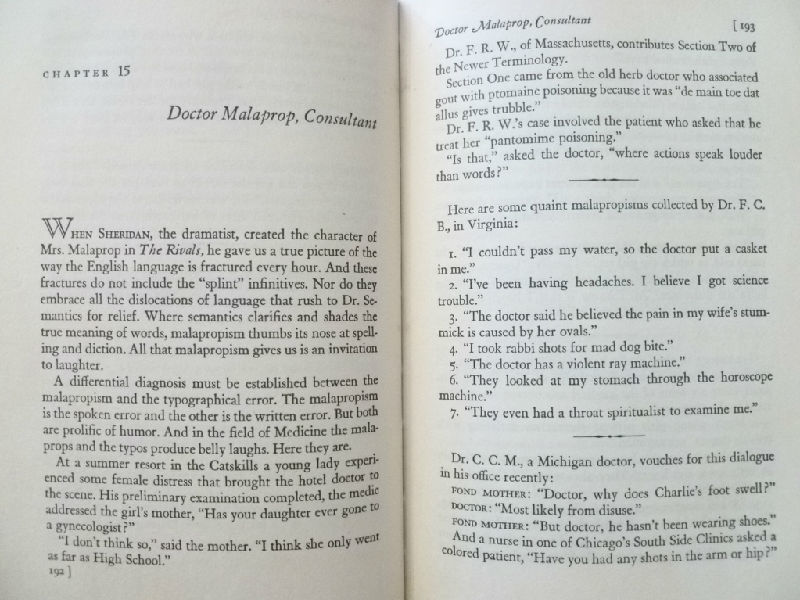 CHAPTER 15
Doctor Malaprop, Consultant
WHEN SHERIDAN, the dramatist, created the character of
Mrs. Malaprop in The Rivals, he gave us a true picture of the
way the English language is fractured every hour. And these
fractures do not include the “splint” infinitives. Nor do they
embrace all the dislocations of language that rush to Dr. Se-
mantics for relief. Where semantics clarifies and shades the
true meaning of words, malapropism thumbs its nose at spell-
ing and diction. All that malapropism gives us is an invitation
to laughter.
A differential diagnosis must be established between the
malapropism and the typographical error. The malapropism
is the spoken error and the other is the written error. But both
are prolific of humor. And in the field of Medicine the mala-
props and the typos produce belly laughs. Here they are.
At a summer resort in the Catskills a young lady experi-
enced some female distress that brought the hotel doctor to
the scene. His preliminary examination completed, the medic
addressed the girl's mother, “Has your daughter ever gone to
a gynecologist?”
“I don't think so,” said the mother. “I think she only went
as far as High School.”
192 ]
Doctor Malaprop, Consultant [ 193
Dr. F. R. W., of Massachusetts, contributes Section Two of
the Newer Terminology.
Section One came from the old herb doctor who associated
gout with ptomaine poisoning because it was “de main toe dat
allus gives trubble.”
Dr. F. R. W.'s case involved the patient who asked that he
treat her “pantomime poisoning.”
“Is that,” asked the doctor, “where actions speak louder
than words?”
Here are some quaint malapropisms collected by Dr. F. C.
B., in Virginia:
1. “I couldn't pass my water, so the doctor put a casket
in me.”
2. “I've been having headaches. I believe I got science
trouble.”
3. “The doctor said he believed the pain in my wife's stum-
mick is caused by her ovals.”
4. “I took rabbi shots for mad dog bite.”
5. “The doctor has a violent ray machine.”
6. “They looked at my stomach through the horoscope
machine.”
7. “They even had a throat spiritualist to examine me.”
Dr. C. C. M., a Michigan doctor, vouches for this dialogue
in his office recently:
FOND MOTHER: “Doctor, why does Charlie's foot swell?”
DOCTOR: “Most likely from disuse.”
FOND MOTHER: “But doctor, he hasn't been wearing shoes.”
And a nurse in one of Chicago's South Side Clinics asked a
colored patient, “Have you had any shots in the arm or hip?”